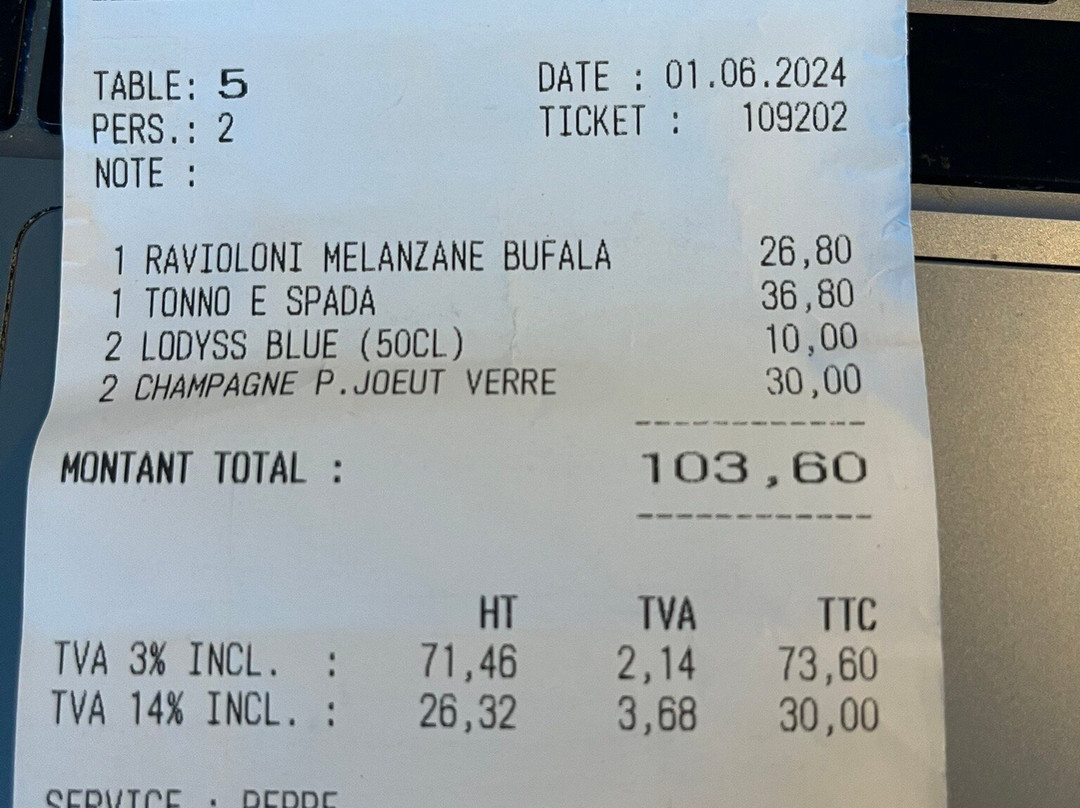 TABLE: 5 DATE : 01.06.2024
PERS.: 2 TICKET : 109202
NOTE :
1 RAVIOLONI MELANZANE BUFALA 26,80
1 TONNO E SPADA 36,80
2 LODYSS BLUE (50CL) 10,00
2 CHAMPAGNE P.JOEUT VERRE 30,00
MONTANT TOTAL : 103,60
HT TVA TTC
TVA 3% INCL. : 71,46 2,14 73,60
TVA 14% INCL. : 26,32 3,68 30,00
SERVICE :